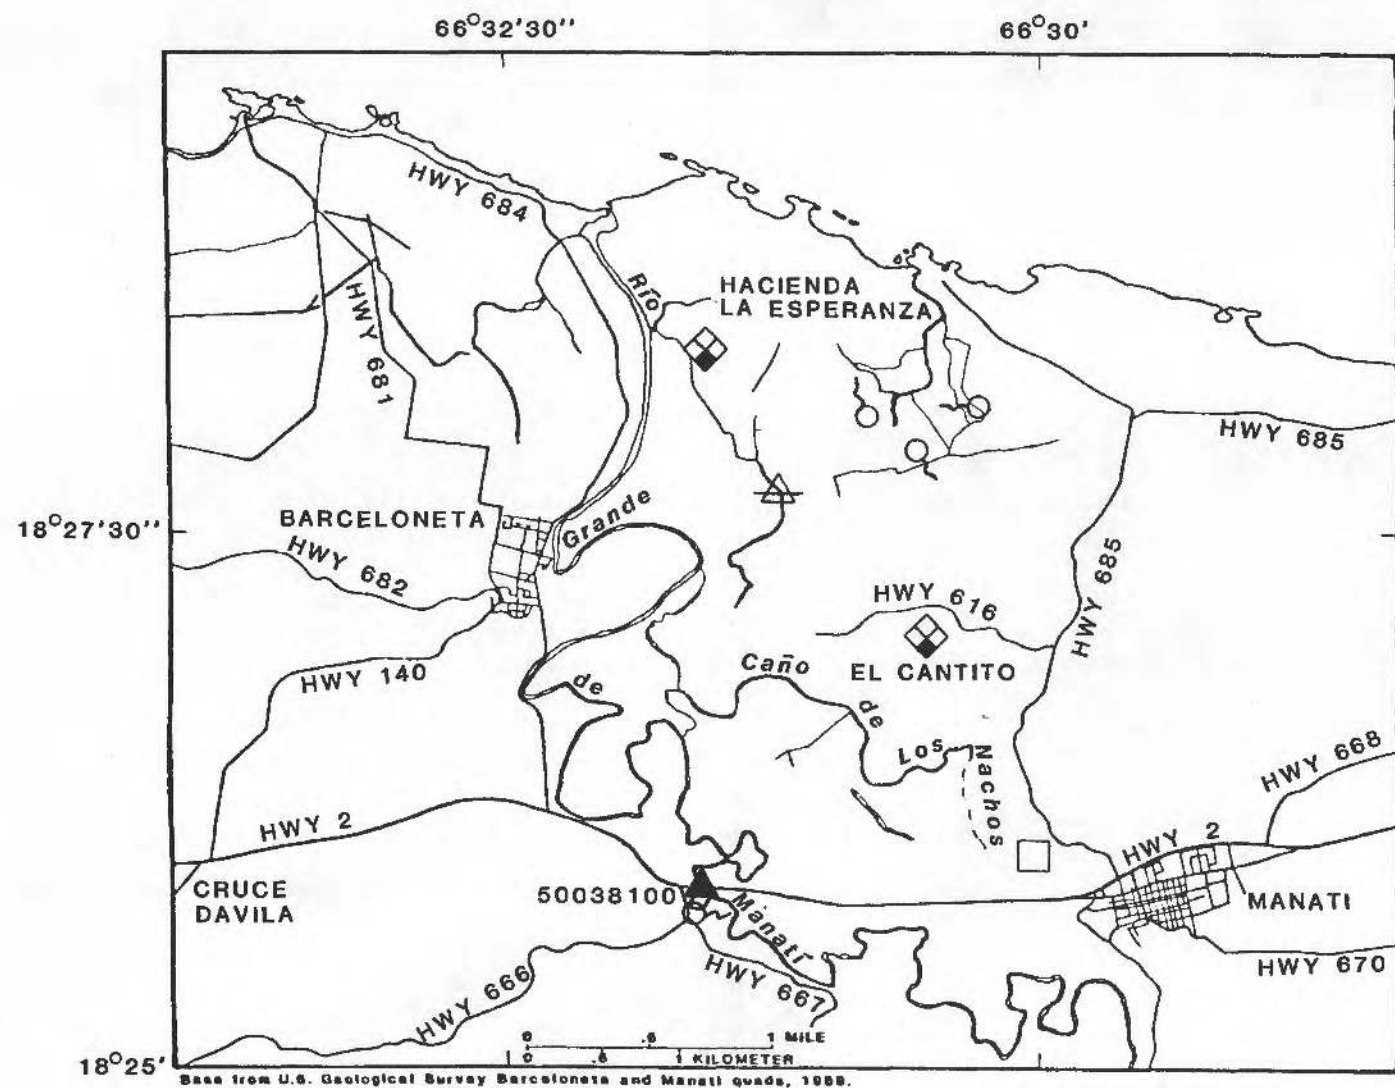 66°32'30''
66°30'
HWY 684
Río
HACIENDA
LA ESPERANZA
HWY 681
HWY 685
BARCELONETA
Grande
18°27'30''
HWY 682
HWY 616
HWY 685
HWY 140
de
Caño
EL CANTITO
de
Los
Nachos
HWY 668
HWY 2
HWY 2
CRUCE
DAVILA
50038100
Manatí
MANATI
HWY 667
HWY 670
HWY 666
0 .5 1 MILE
0 .5 1 KILOMETER
18°25'
Base from U.S. Geological Survey Barceloneta and Manati quads, 1988.